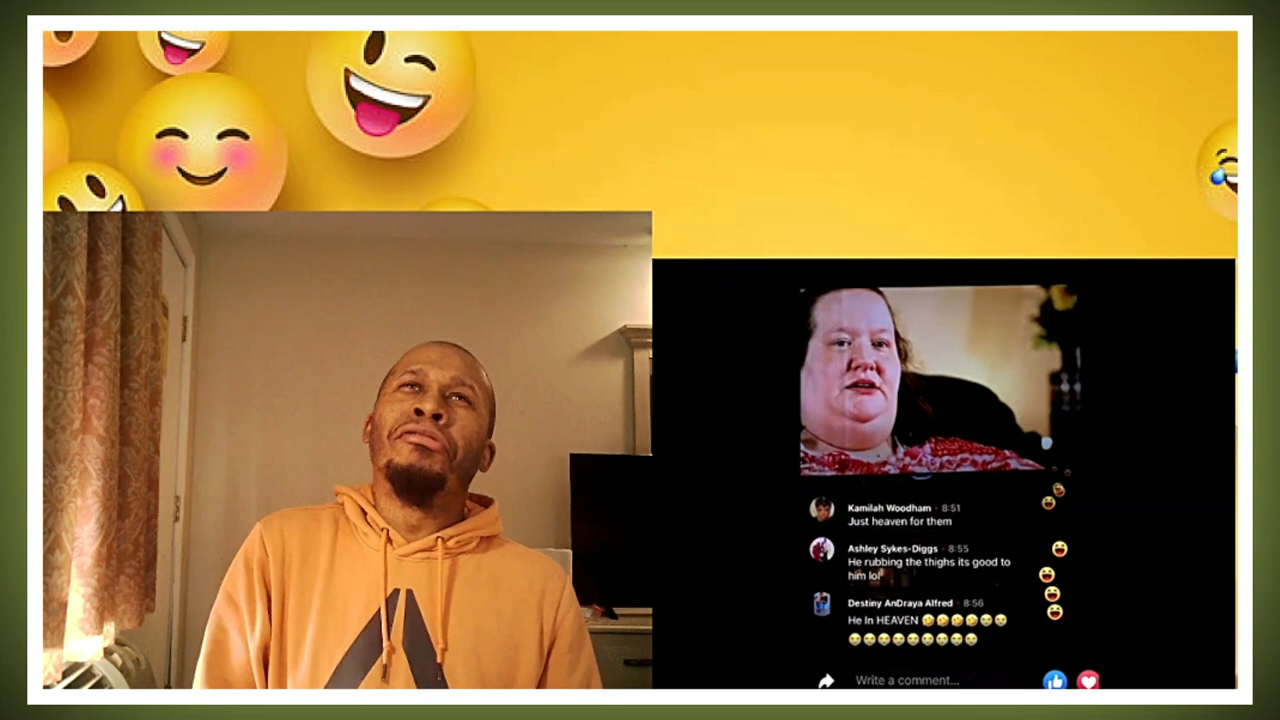 Kamilah Woodham · 8:51
Just heaven for them
Ashley Sykes-Diggs · 8:55
He rubbing the thighs its good to
him lol
Destiny AnDraya Alfred · 8:56
He In HEAVEN 🤣🤣🤣🤣😭😭
😭😭😭😭😭😭😭😭😭
Write a comment...